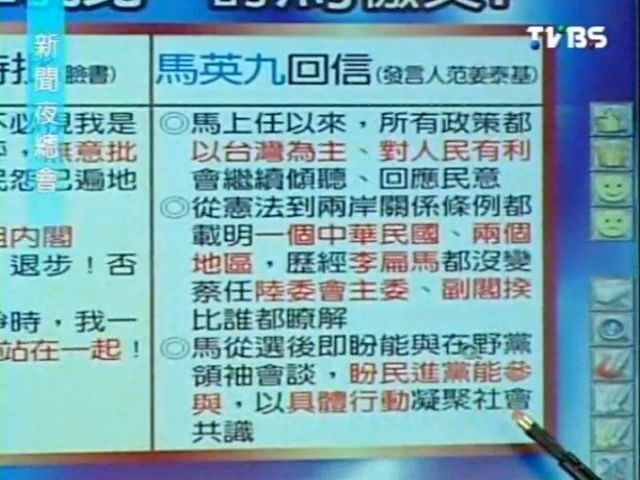 TVBS
新聞夜總會
臉書)
馬英九回信(發言人范姜泰基)
我是
無意批
民怨已遍地
組內閣
退步！否
時，我一
站在一起！
◎馬上任以來，所有政策都
以台灣為主、對人民有利
會繼續傾聽、回應民意
◎從憲法到兩岸關係條例都
載明一個中華民國、兩個
地區，歷經李扁馬都沒變
蔡任陸委會主委、副閣揆
比誰都瞭解
◎馬從選後即盼能與在野黨
領袖會談，盼民進黨能參
與，以具體行動凝聚社會
共識